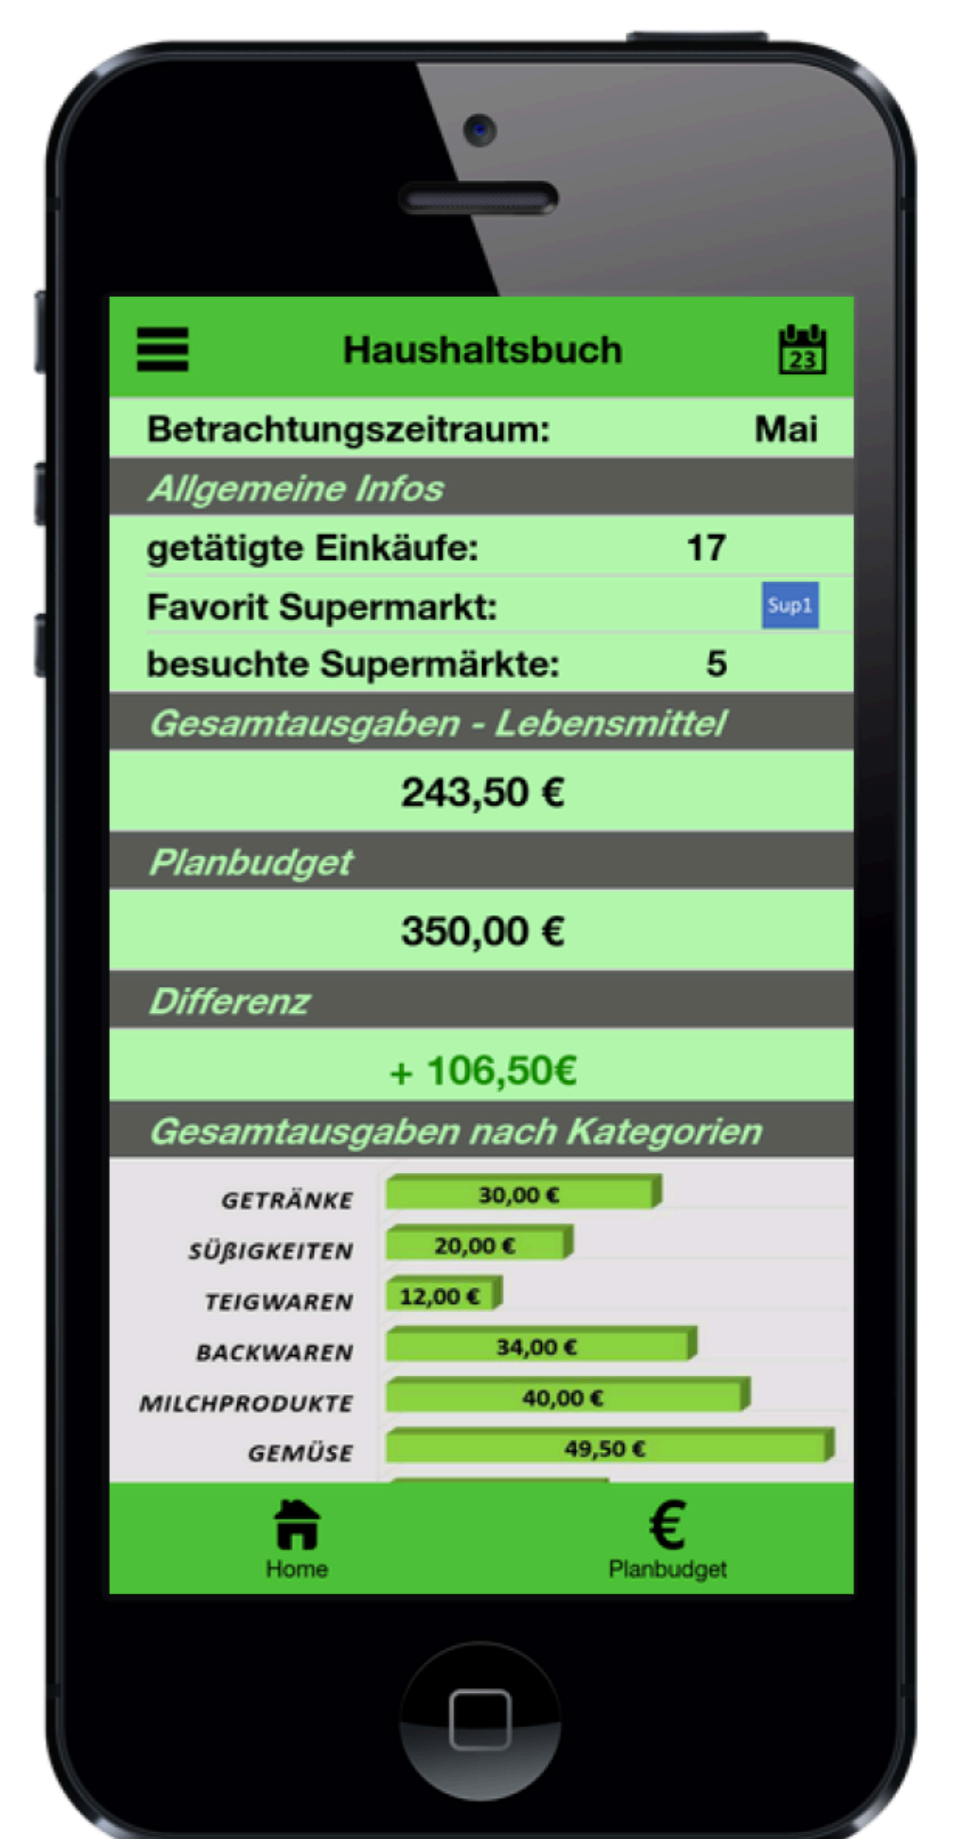 Haushaltsbuch 23
Betrachtungszeitraum: Mai
Allgemeine Infos
getätigte Einkäufe: 17
Favorit Supermarkt: Sup1
besuchte Supermärkte: 5
Gesamtausgaben - Lebensmittel
243,50 €
Planbudget
350,00 €
Differenz
+ 106,50€
Gesamtausgaben nach Kategorien
GETRÄNKE 30,00 €
SÜßIGKEITEN 20,00 €
TEIGWAREN 12,00 €
BACKWAREN 34,00 €
MILCHPRODUKTE 40,00 €
GEMÜSE 49,50 €
€
Home Planbudget